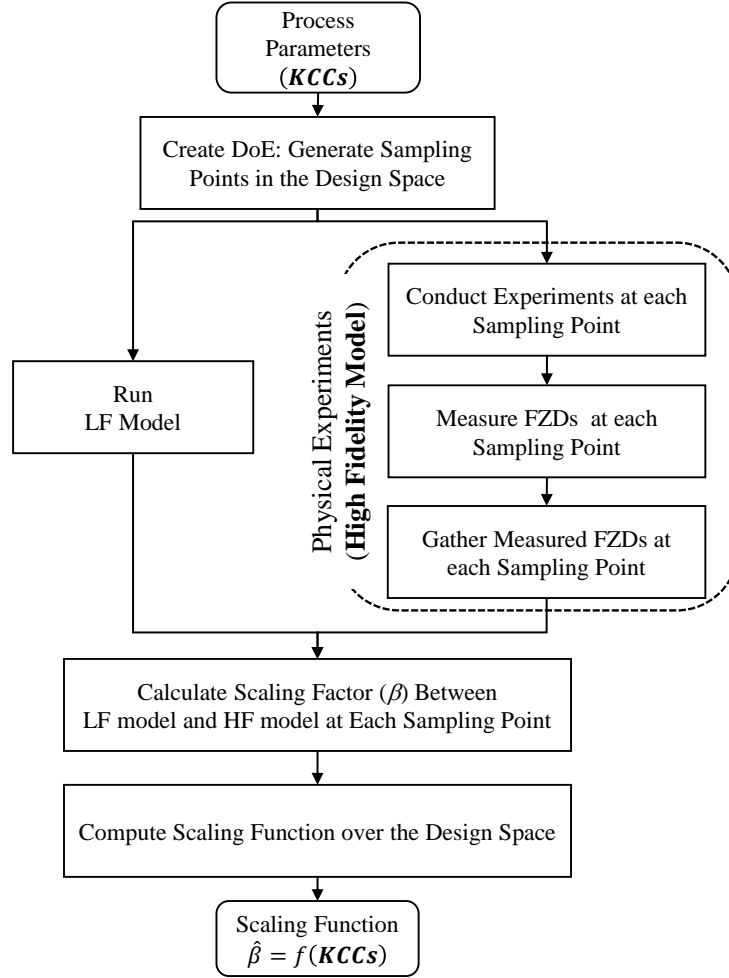 Process
Parameters
(KCCs)
Create DoE: Generate Sampling
Points in the Design Space
Conduct Experiments at each
Sampling Point
Run
LF Model
Physical Experiments
(High Fidelity Model)
Measure FZDs at each
Sampling Point
Gather Measured FZDs at
each Sampling Point
Calculate Scaling Factor (β) Between
LF model and HF model at Each Sampling Point
Compute Scaling Function over the Design Space
Scaling Function
β̂ = f(KCCs)